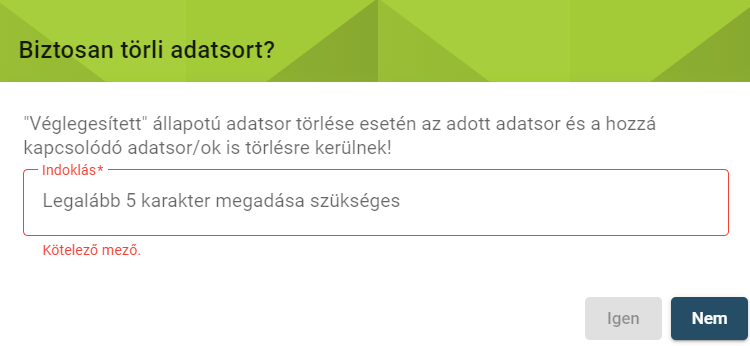 Biztosan törli adatsort?
"Véglegesített" állapotú adatsor törlése esetén az adott adatsor és a hozzá
kapcsolódó adatsor/ok is törlésre kerülnek!
Indoklás*
Legalább 5 karakter megadása szükséges
Kötelező mező.
Igen
Nem